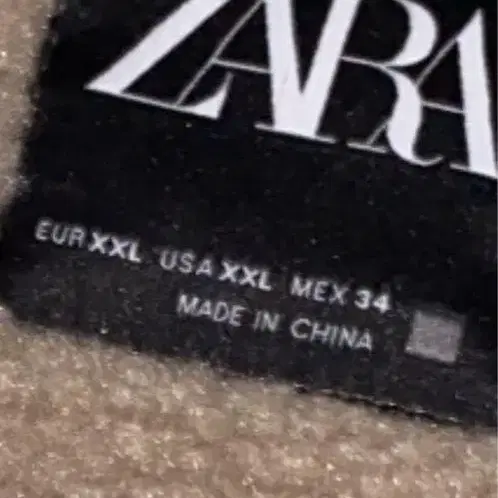 ZARA
EUR XXL USA XXL MEX 34
MADE IN CHINA